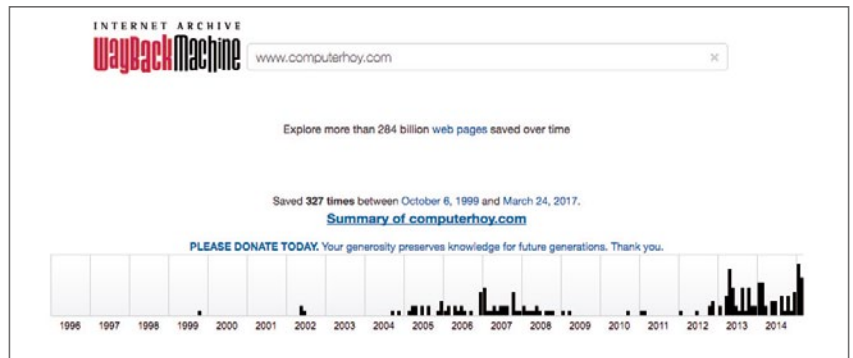 INTERNET ARCHIVE
WayBackMachine
www.computerhoy.com ×
Explore more than 284 billion web pages saved over time
Saved 327 times between October 6, 1999 and March 24, 2017.
Summary of computerhoy.com
PLEASE DONATE TODAY. Your generosity preserves knowledge for future generations. Thank you.
1996 1997 1998 1999 2000 2001 2002 2003 2004 2005 2006 2007 2008 2009 2010 2011 2012 2013 2014